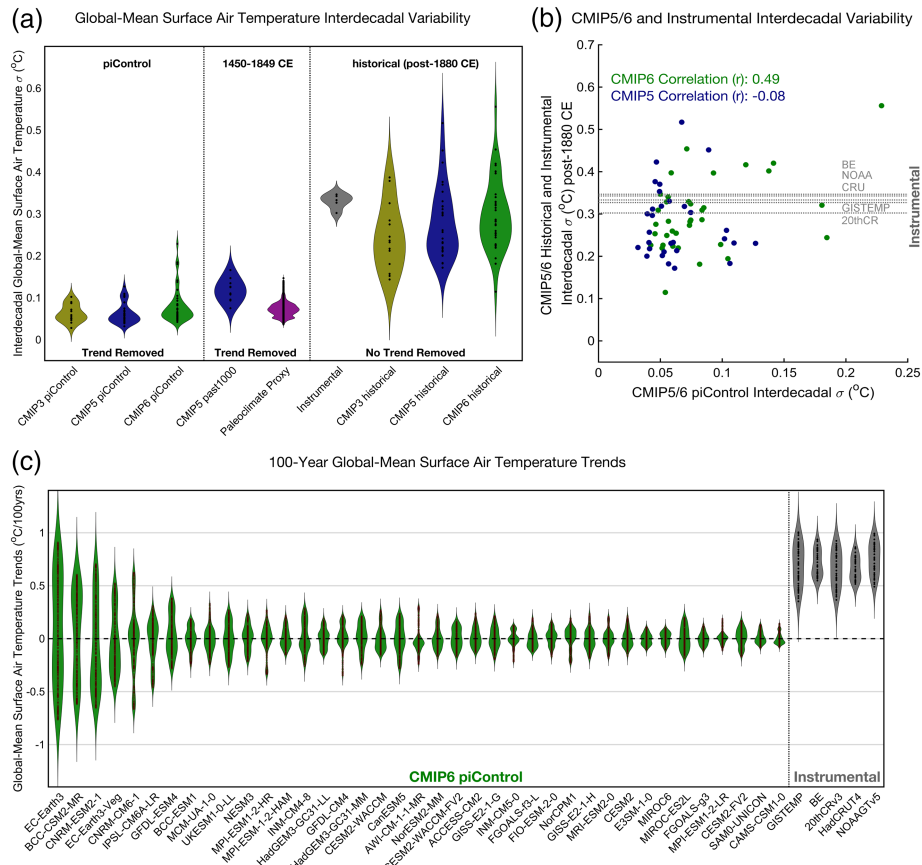 (a)
Global-Mean Surface Air Temperature Interdecadal Variability
Interdecadal Global-Mean Surface Air Temperature σ (°C)
0.6
0.5
0.4
0.3
0.2
0.1
0
piControl
1450-1849 CE
historical (post-1880 CE)
Trend Removed
Trend Removed
No Trend Removed
CMIP3 piControl
CMIP5 piControl
CMIP6 piControl
CMIP5 past1000
Paleoclimate Proxy
Instrumental
CMIP3 historical
CMIP5 historical
CMIP6 historical
(b)
CMIP5/6 and Instrumental Interdecadal Variability
CMIP5/6 Historical and Instrumental
Interdecadal σ (°C) post-1880 CE
0.7
0.6
0.5
0.4
0.3
0.2
0.1
0
CMIP6 Correlation (r): 0.49
CMIP5 Correlation (r): -0.08
BE
NOAA
CRU
GISTEMP
20thCR
Instrumental
0
0.05
0.1
0.15
0.2
0.25
CMIP5/6 piControl Interdecadal σ (°C)
(c)
100-Year Global-Mean Surface Air Temperature Trends
Global-Mean Surface Air Temperature Trends (°C/100yrs)
1
0.5
0
-0.5
-1
CMIP6 piControl
Instrumental
EC-Earth3
BCC-CSM2-MR
CNRM-ESM2-1
EC-Earth3-Veg
CNRM-CM6-1
IPSL-CM6A-LR
GFDL-ESM4
BCC-ESM1
MCM-UA-1-0
UKESM1-0-LL
NESM3
MPI-ESM1-2-HR
MPI-ESM-1-2-HAM
INM-CM4-8
HadGEM3-GC31-LL
GFDL-CM4
HadGEM3-GC31-MM
CESM2-WACCM
CanESM5
AWI-CM-1-1-MR
NorESM2-MM
CESM2-WACCM-FV2
ACCESS-CM2
GISS-E2-1-G
INM-CM5-0
FGOALS-f3-L
FIO-ESM-2-0
NorCPM1
GISS-E2-1-H
MRI-ESM2-0
CESM2
E3SM-1-0
MIROC6
MIROC-ES2L
FGOALS-g3
MPI-ESM1-2-LR
CESM2-FV2
SAM0-UNICON
CAMS-CSM1-0
GISTEMP
BE
20thCRv3
HadCRUT4
NOAAGTv5